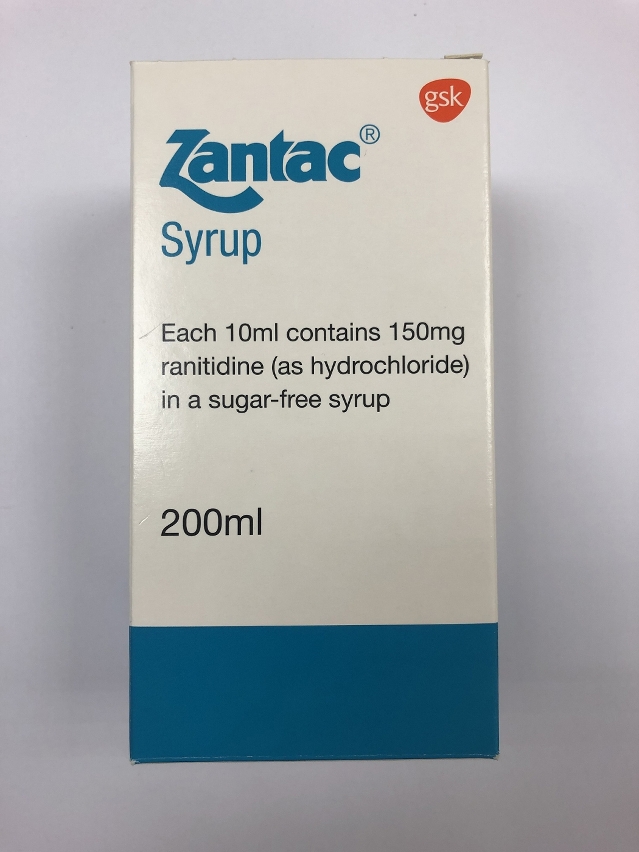 gsk
Zantac®
Syrup
Each 10ml contains 150mg
ranitidine (as hydrochloride)
in a sugar-free syrup
200ml